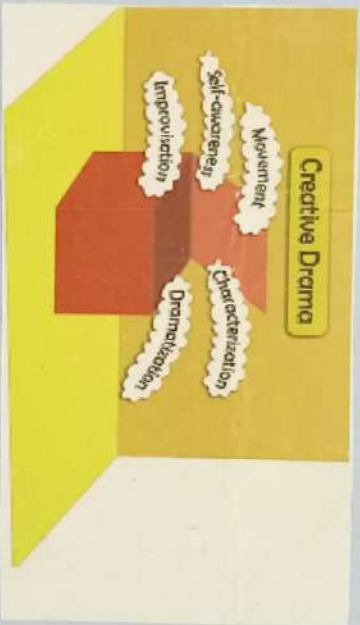 Creative Drama
Movement
Self-awareness
Improvisation
Characterization
Dramatization